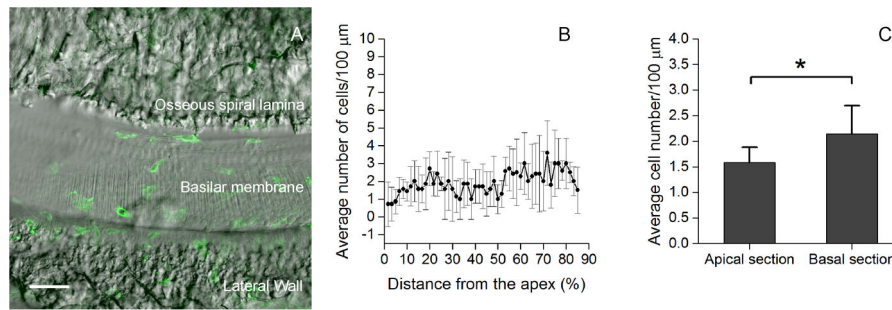 A
Osseous spiral lamina
Basilar membrane
Lateral Wall
B
Average number of cells/100 μm
10
9
8
7
6
5
4
3
2
1
0
-1
0 10 20 30 40 50 60 70 80 90
Distance from the apex (%)
C
Average cell number/100 μm
4.0
3.5
3.0
2.5
2.0
1.5
1.0
0.5
0.0
*
Apical section Basal section